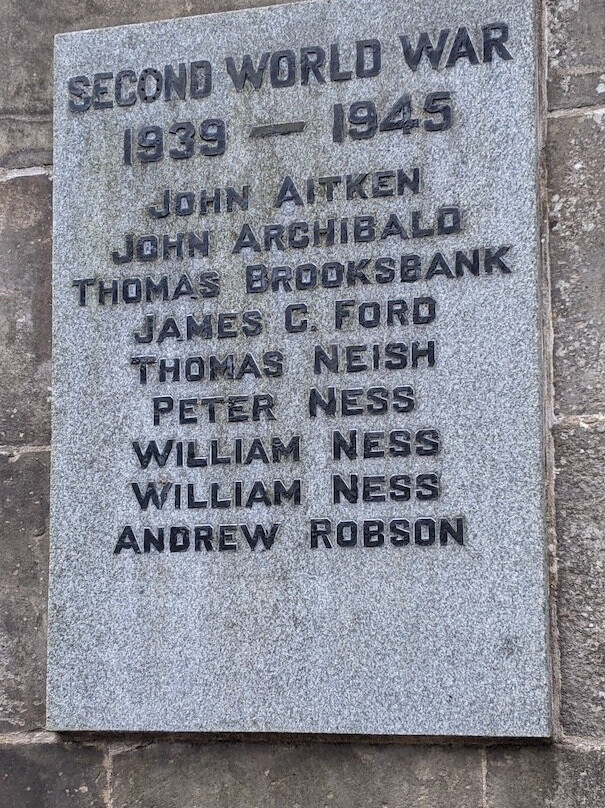 SECOND WORLD WAR
1939 — 1945
JOHN AITKEN
JOHN ARCHIBALD
THOMAS BROOKSBANK
JAMES C. FORD
THOMAS NEISH
PETER NESS
WILLIAM NESS
WILLIAM NESS
ANDREW ROBSON